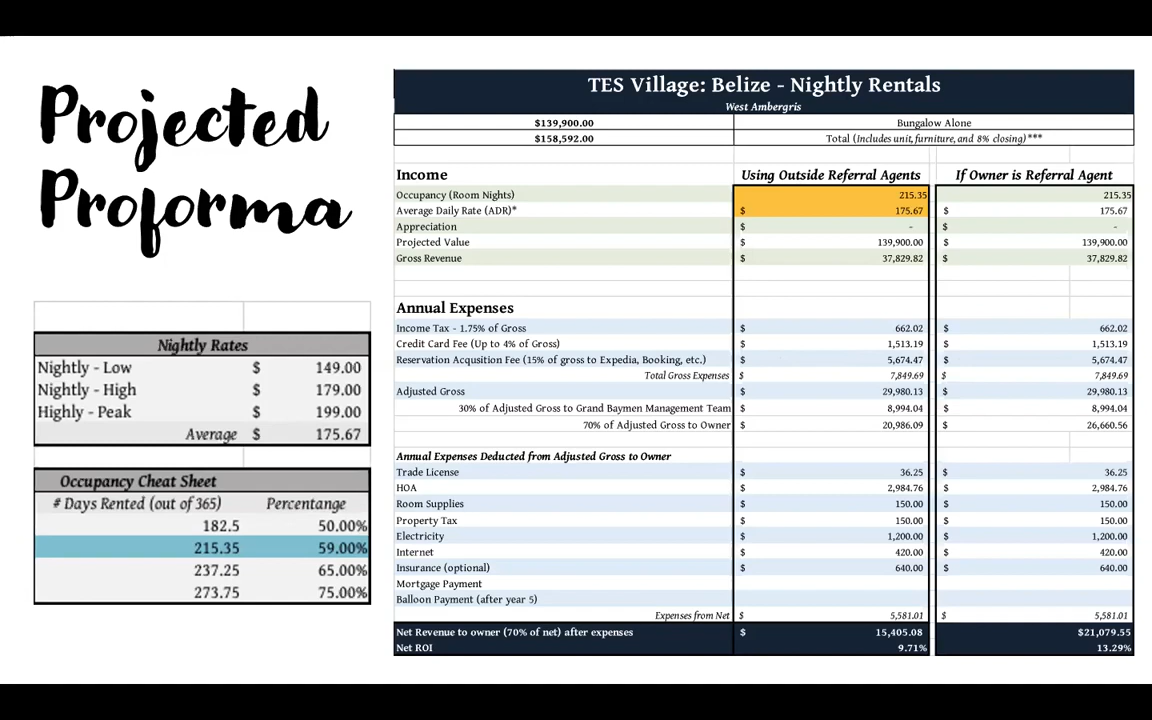 Projected
Proforma
Nightly Rates
Nightly - Low $ 149.00
Nightly - High $ 179.00
Highly - Peak $ 199.00
Average $ 175.67
Occupancy Cheat Sheet
# Days Rented (out of 365) Percentange
182.5 50.00%
215.35 59.00%
237.25 65.00%
273.75 75.00%
TES Village: Belize - Nightly Rentals
West Ambergris
$139,900.00 Bungalow Alone
$158,592.00 Total (Includes unit, furniture, and 8% closing)***
Income Using Outside Referral Agents If Owner is Referral Agent
Occupancy (Room Nights) 215.35 215.35
Average Daily Rate (ADR)* $ 175.67 $ 175.67
Appreciation $ - $ -
Projected Value $ 139,900.00 $ 139,900.00
Gross Revenue $ 37,829.82 $ 37,829.82
Annual Expenses
Income Tax - 1.75% of Gross $ 662.02 $ 662.02
Credit Card Fee (Up to 4% of Gross) $ 1,513.19 $ 1,513.19
Reservation Acqusition Fee (15% of gross to Expedia, Booking, etc.) $ 5,674.47 $ 5,674.47
Total Gross Expenses $ 7,849.69 $ 7,849.69
Adjusted Gross $ 29,980.13 $ 29,980.13
30% of Adjusted Gross to Grand Baymen Management Team $ 8,994.04 $ 8,994.04
70% of Adjusted Gross to Owner $ 20,986.09 $ 26,660.56
Annual Expenses Deducted from Adjusted Gross to Owner
Trade License $ 36.25 $ 36.25
HOA $ 2,984.76 $ 2,984.76
Room Supplies $ 150.00 $ 150.00
Property Tax $ 150.00 $ 150.00
Electricity $ 1,200.00 $ 1,200.00
Internet $ 420.00 $ 420.00
Insurance (optional) $ 640.00 $ 640.00
Mortgage Payment
Balloon Payment (after year 5)
Expenses from Net $ 5,581.01 $ 5,581.01
Net Revenue to owner (70% of net) after expenses $ 15,405.08 $21,079.55
Net ROI 9.71% 13.29%